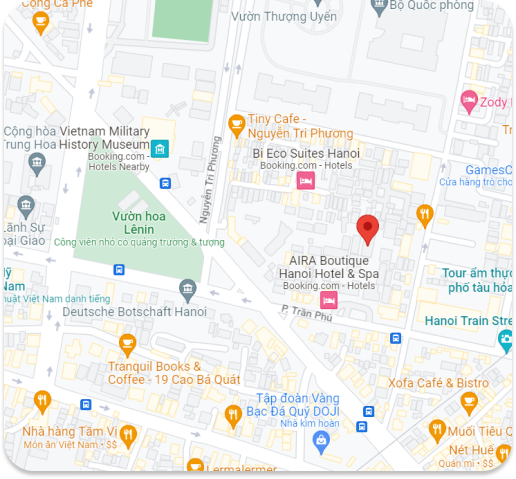 Cộng Cà Phê
Vườn Thượng Uyển
Bộ Quốc phòng
Zody
Tiny Cafe -
Nguyễn Tri Phương
Cộng hòa
Trung Hoa
Vietnam Military
History Museum
Booking.com -
Hotels Nearby
Bi Eco Suites Hanoi
Booking.com - Hotels
Nguyễn Tri Phương
GamesC
Cửa hàng trò chơ
Vườn hoa
Lênin
Công viên nhỏ có quảng trường & tượng
Lãnh Sự
oại Giao
AIRA Boutique
Hanoi Hotel & Spa
Booking.com - Hotels
Mỹ
Nam
huật Việt Nam danh tiếng
Tour ẩm thực
phố tàu hỏa
Deutsche Botschaft Hanoi
P. Trần Phú
Hanoi Train Stre
Tranquil Books &
Coffee - 19 Cao Bá Quát
Xofa Café & Bistro
Tập đoàn Vàng
Bạc Đá Quý DOJI
Nhà kim hoàn
Nhà hàng Tầm Vị
Món ăn Việt Nam • $$
Muối Tiêu Q
Nét Huế
Quán mì • $$
Lermalermer